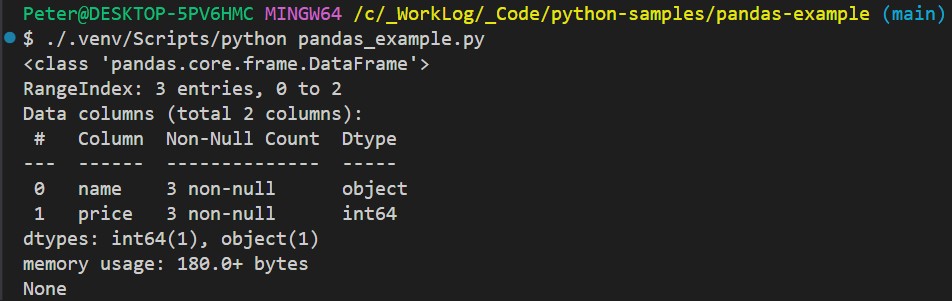 Peter@DESKTOP-5PV6HMC MINGW64 /c/_WorkLog/_Code/python-samples/pandas-example (main)
$ ./.venv/Scripts/python pandas_example.py
<class 'pandas.core.frame.DataFrame'>
RangeIndex: 3 entries, 0 to 2
Data columns (total 2 columns):
 #   Column  Non-Null Count  Dtype
---  ------  --------------  -----
 0   name    3 non-null      object
 1   price   3 non-null      int64
dtypes: int64(1), object(1)
memory usage: 180.0+ bytes
None